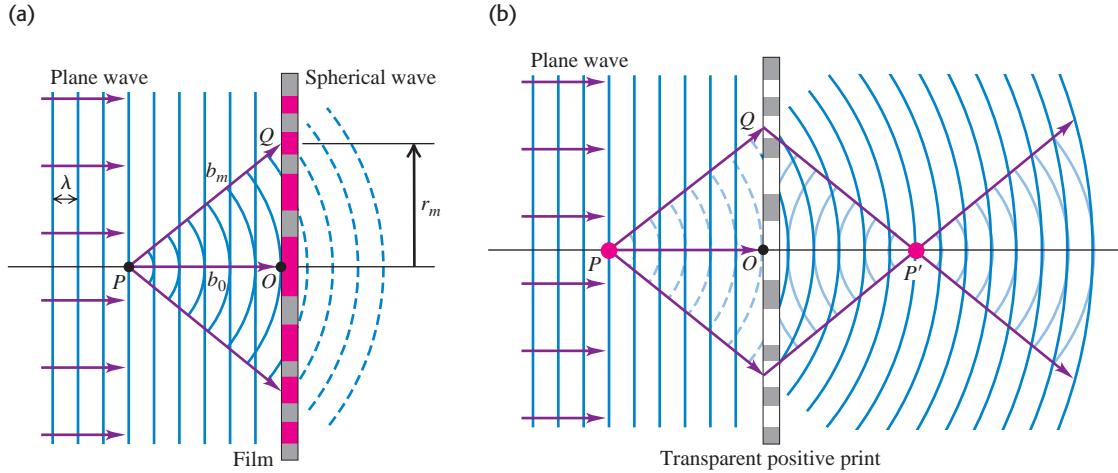 (a)
Plane wave
Spherical wave
Q
b_m
λ
r_m
P
b_0
O
Film
(b)
Plane wave
Q
P
O
P′
Transparent positive print